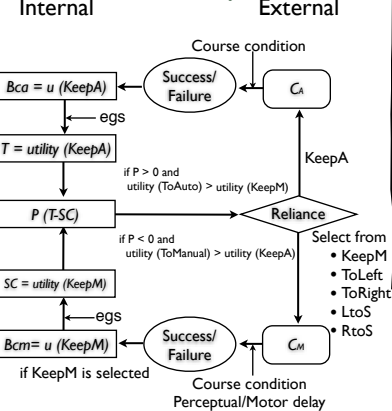 Internal
External
Course condition
Bca = u (KeepA)
Success/
Failure
CA
egs
T = utility (KeepA)
KeepA
if P > 0 and
utility (ToAuto) > utility (KeepM)
P (T-SC)
Reliance
if P < 0 and
utility (ToManual) > utility (KeepA)
Select from
• KeepM
• ToLeft
• ToRight
• LtoS
• RtoS
SC = utility (KeepM)
egs
Bcm= u (KeepM)
Success/
Failure
CM
if KeepM is selected
Course condition
Perceptual/Motor delay